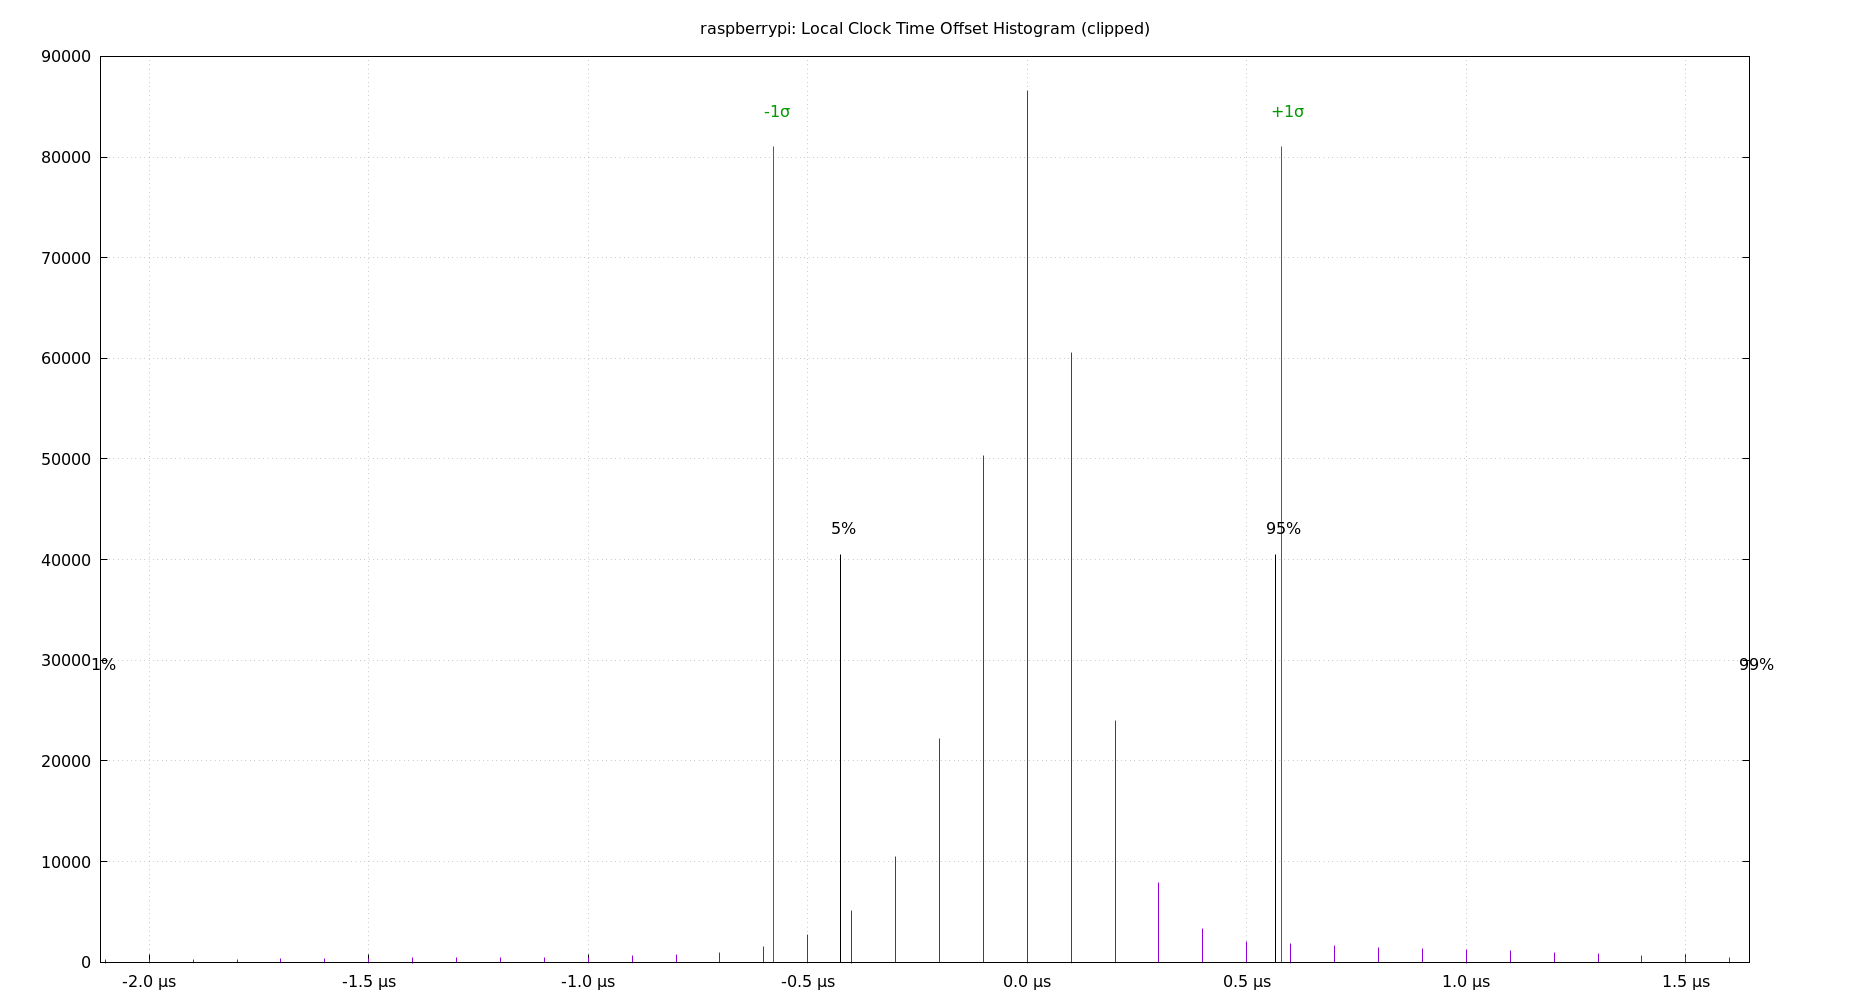 raspberrypi: Local Clock Time Offset Histogram (clipped)
90000
-1σ +1σ
80000
70000
60000
50000
5% 95%
40000
30000 1% 99%
20000
10000
0
-2.0 µs -1.5 µs -1.0 µs -0.5 µs 0.0 µs 0.5 µs 1.0 µs 1.5 µs